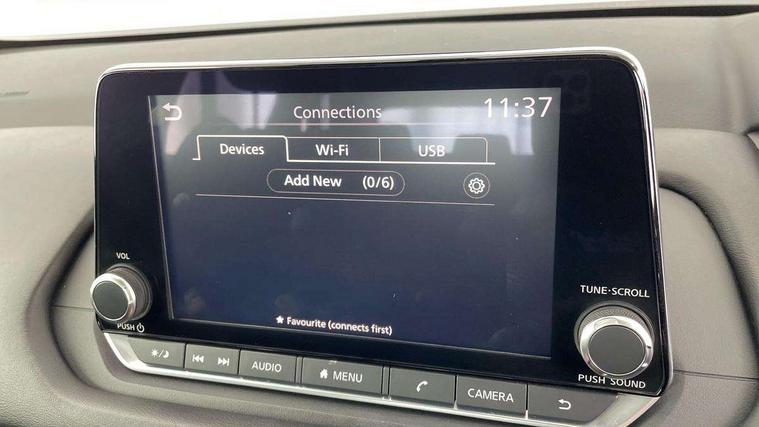 Connections
11:37
Devices
Wi-Fi
USB
Add New (0/6)
★ Favourite (connects first)
VOL
PUSH
TUNE·SCROLL
PUSH SOUND
AUDIO
MENU
CAMERA